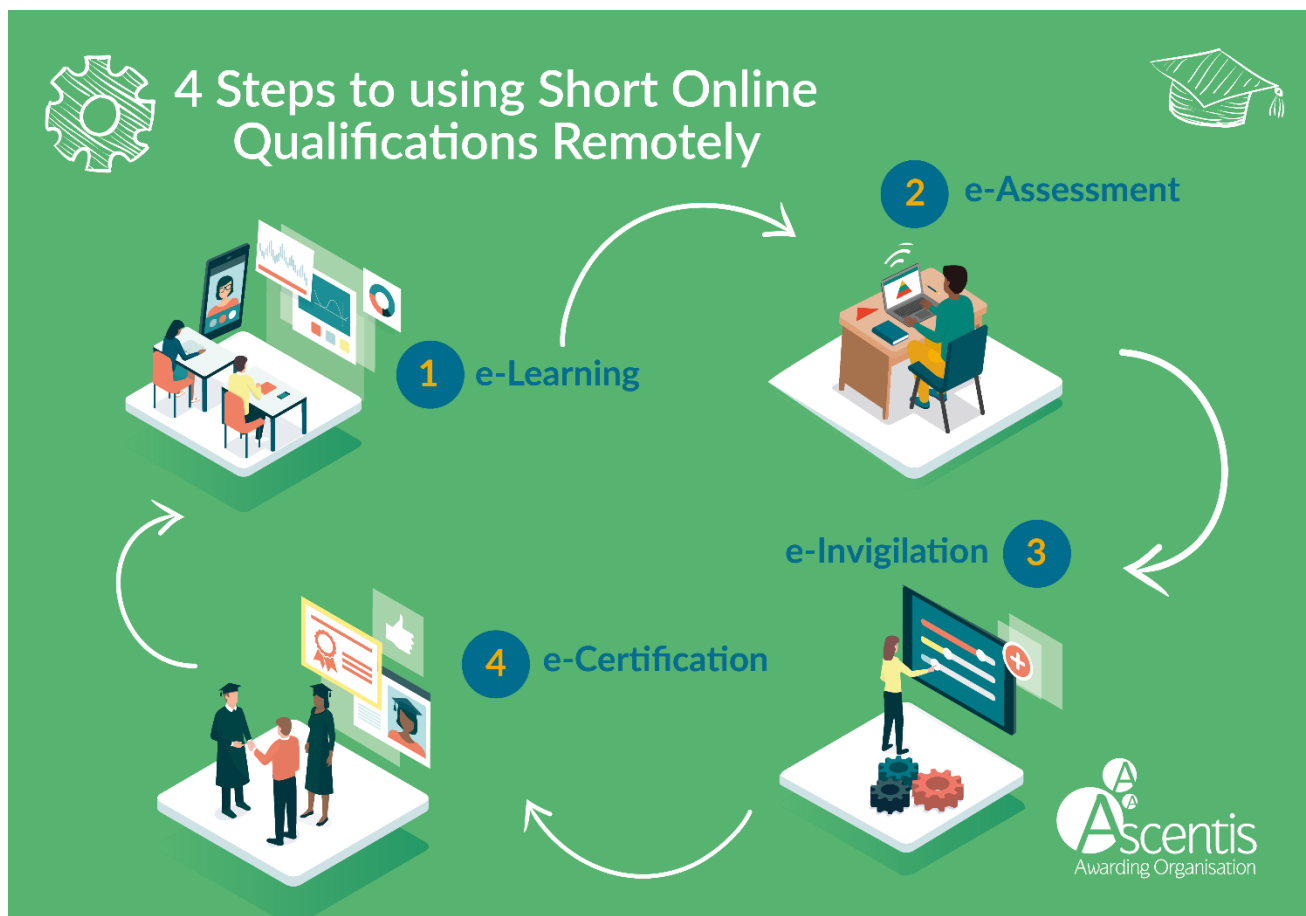 4 Steps to using Short Online
Qualifications Remotely
1 e-Learning
2 e-Assessment
e-Invigilation 3
4 e-Certification
A
A
Ascentis
Awarding Organisation